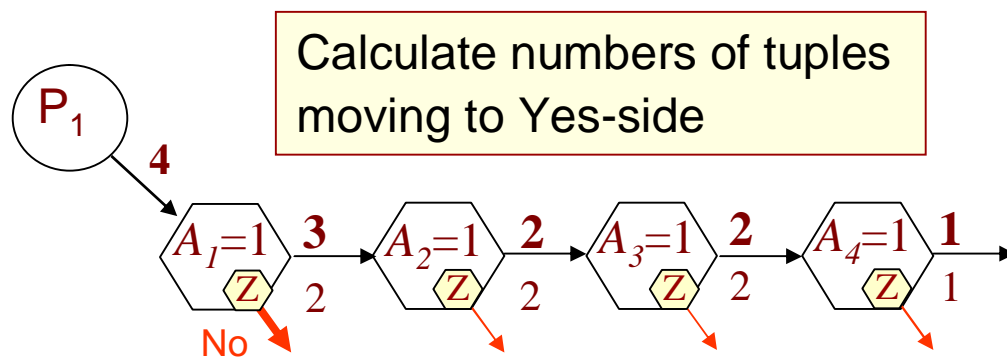 Calculate numbers of tuples
moving to Yes-side
P₁
4
A₁=1
3
A₂=1
2
A₃=1
2
A₄=1
1
Z
2
Z
2
Z
2
Z
1
No